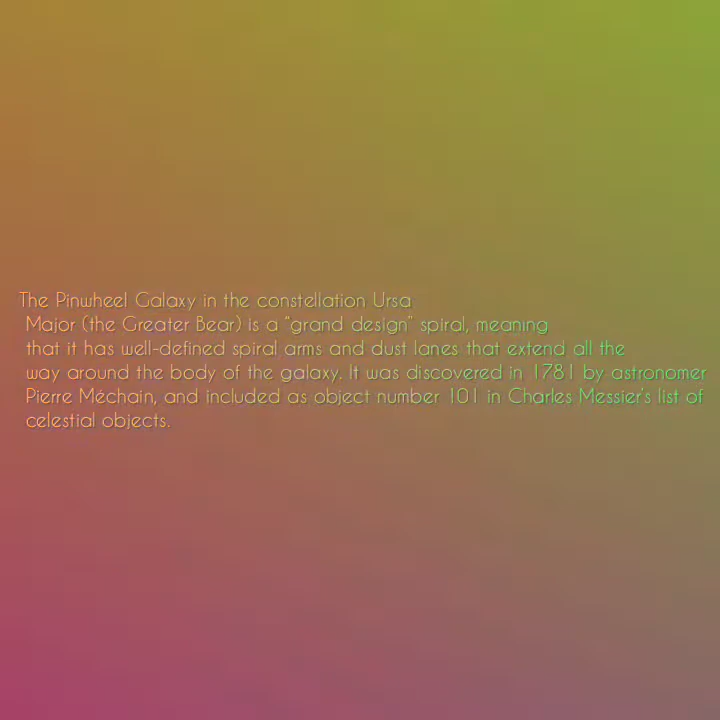 The Pinwheel Galaxy in the constellation Ursa
Major (the Greater Bear) is a “grand design” spiral, meaning
that it has well-defined spiral arms and dust lanes that extend all the
way around the body of the galaxy. It was discovered in 1781 by astronomer
Pierre Méchain, and included as object number 101 in Charles Messier’s list of
celestial objects.